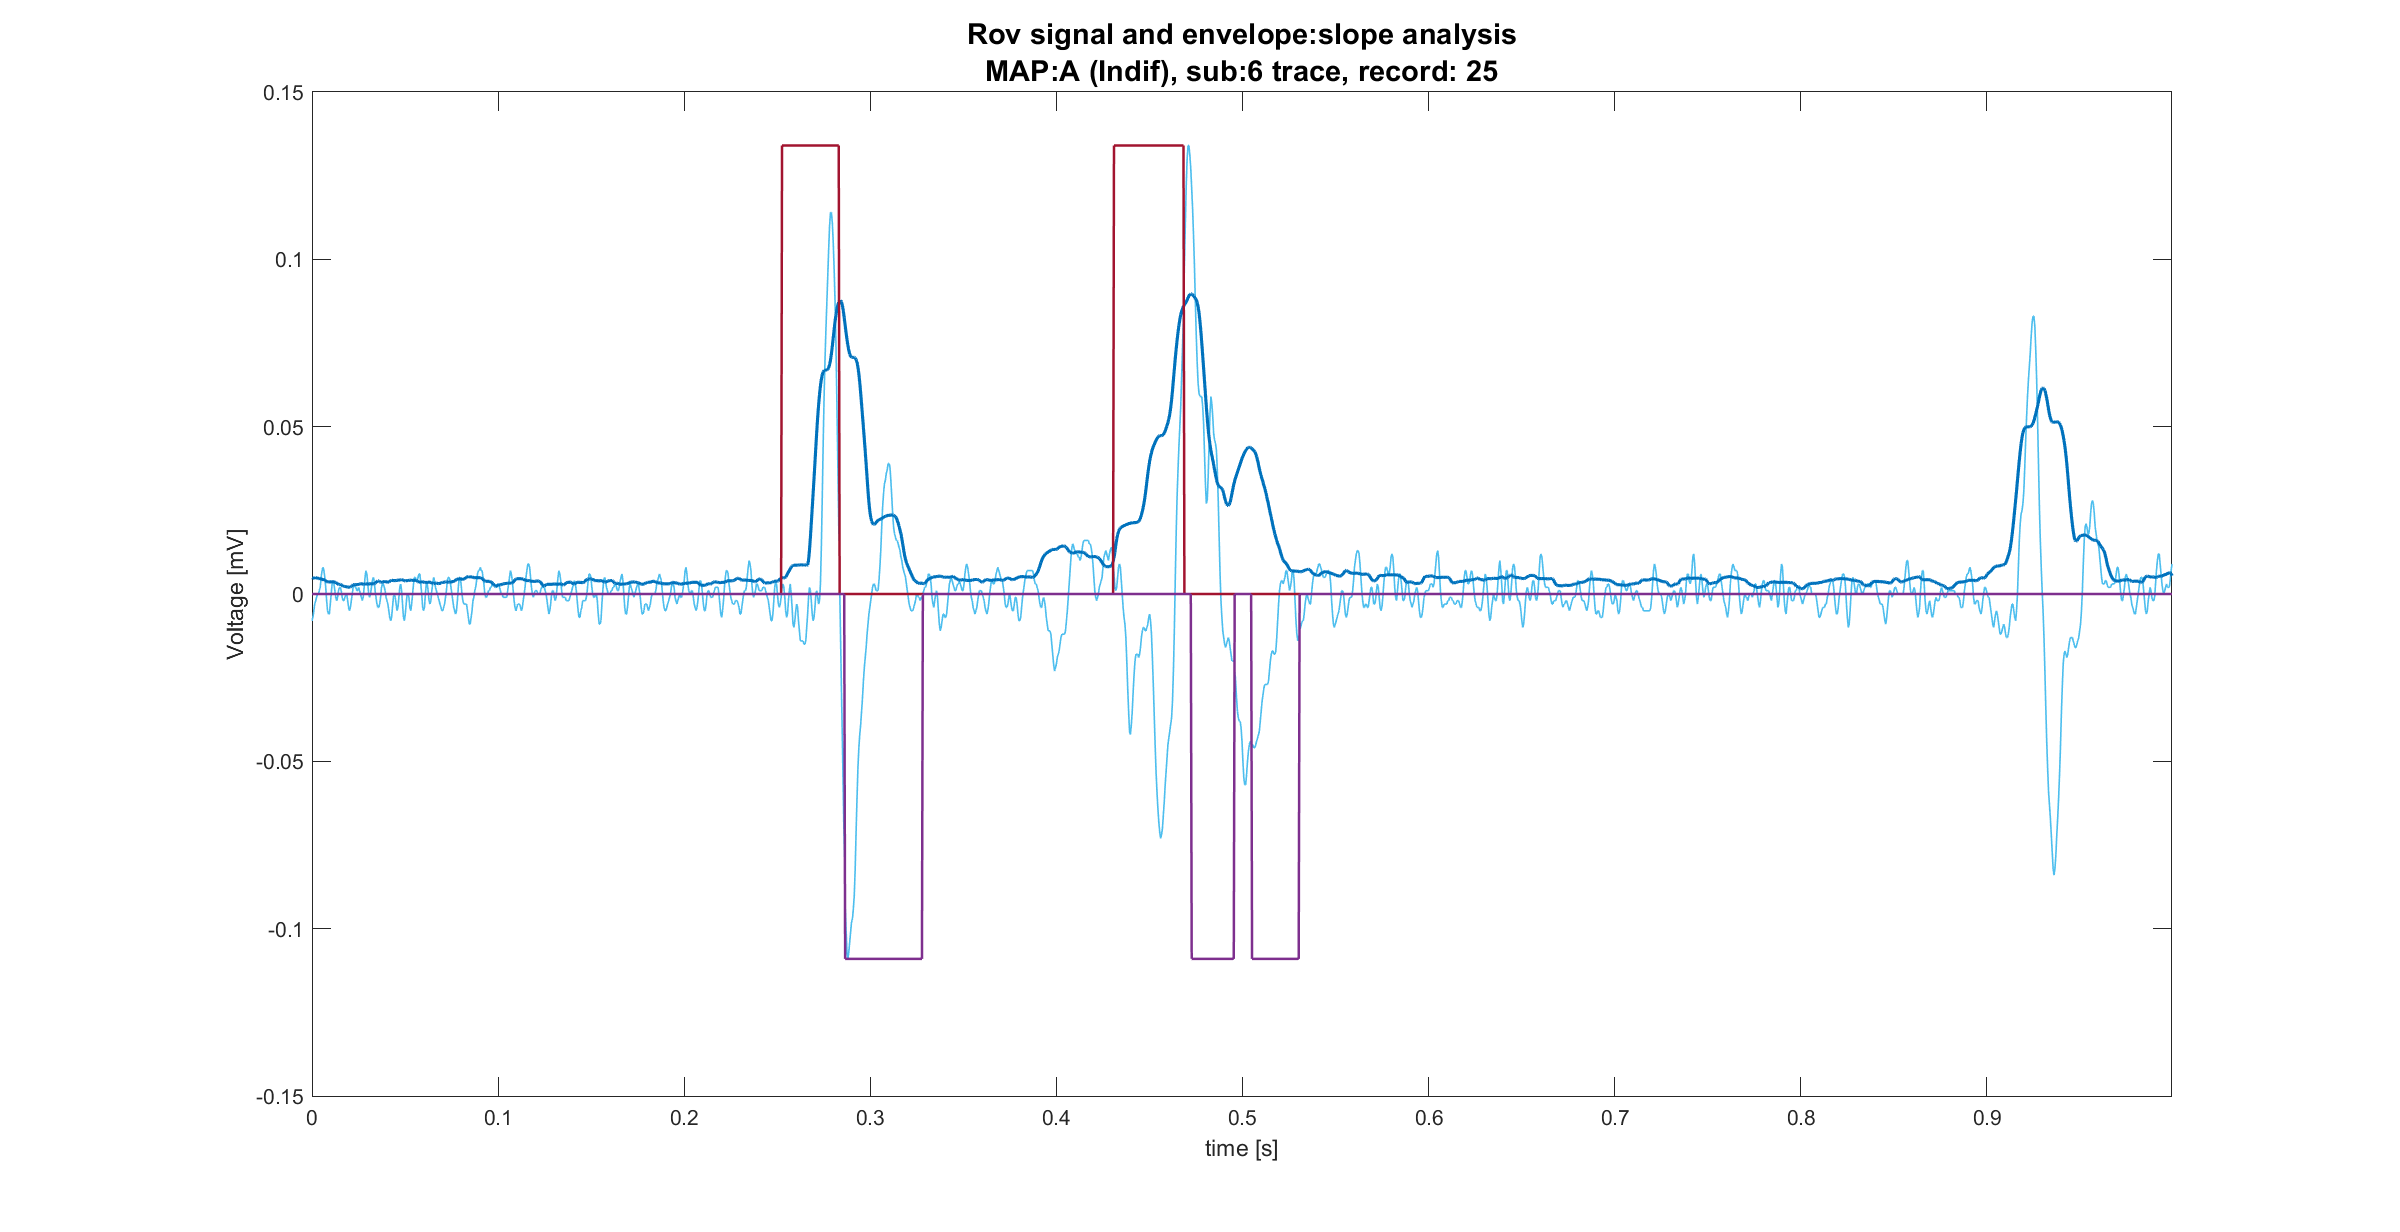 Rov signal and envelope:slope analysis
MAP:A (Indif), sub:6 trace, record: 25
0.15
0.1
0.05
0
-0.05
-0.1
-0.15
Voltage [mV]
0 0.1 0.2 0.3 0.4 0.5 0.6 0.7 0.8 0.9
time [s]